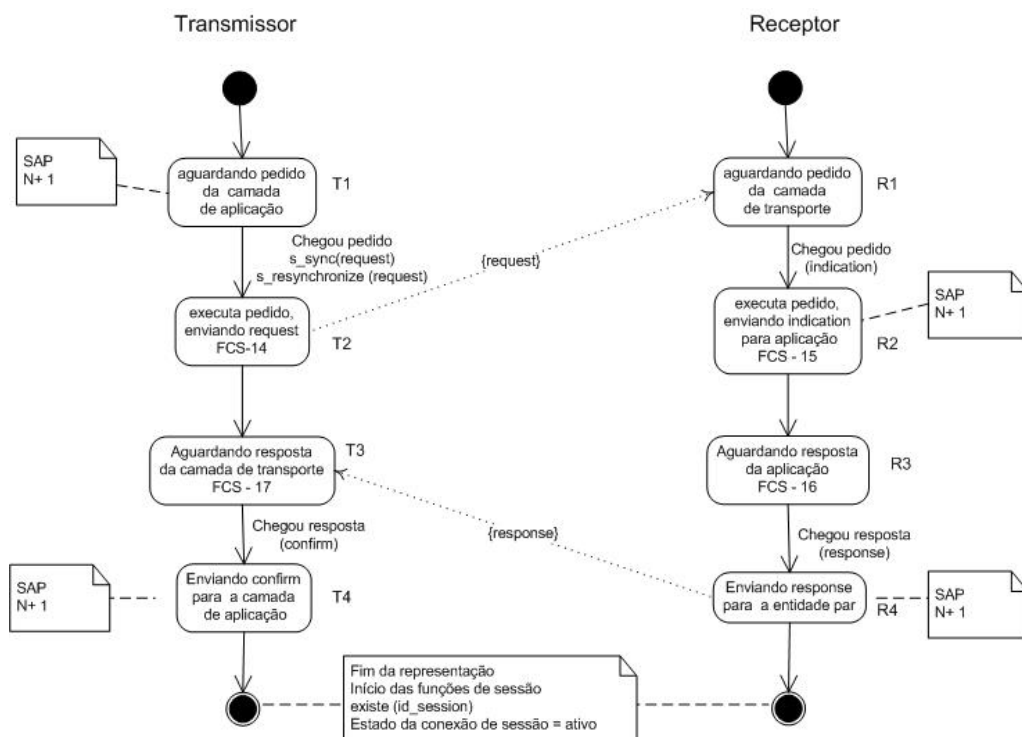 Transmissor
Receptor
SAP
N+ 1
aguardando pedido
da camada
de aplicação
T1
aguardando pedido
da camada
de transporte
R1
Chegou pedido
s_sync(request)
s_resynchronize (request)
{request}
Chegou pedido
(indication)
executa pedido,
enviando request
FCS-14
T2
executa pedido,
enviando indication
para aplicação
FCS - 15
R2
SAP
N+ 1
Aguardando resposta
da camada de transporte
FCS - 17
T3
Aguardando resposta
da aplicação
FCS - 16
R3
Chegou resposta
(confirm)
{response}
Chegou resposta
(response)
SAP
N+ 1
Enviando confirm
para a camada
de aplicação
T4
Enviando response
para a entidade par
R4
SAP
N+ 1
Fim da representação
Início das funções de sessão
existe (id_session)
Estado da conexão de sessão = ativo